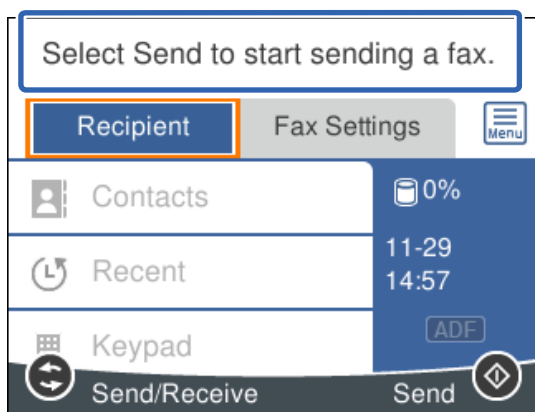 Select Send to start sending a fax.
Recipient
Fax Settings
Menu
Contacts
0%
Recent
11-29
14:57
Keypad
ADF
Send/Receive
Send